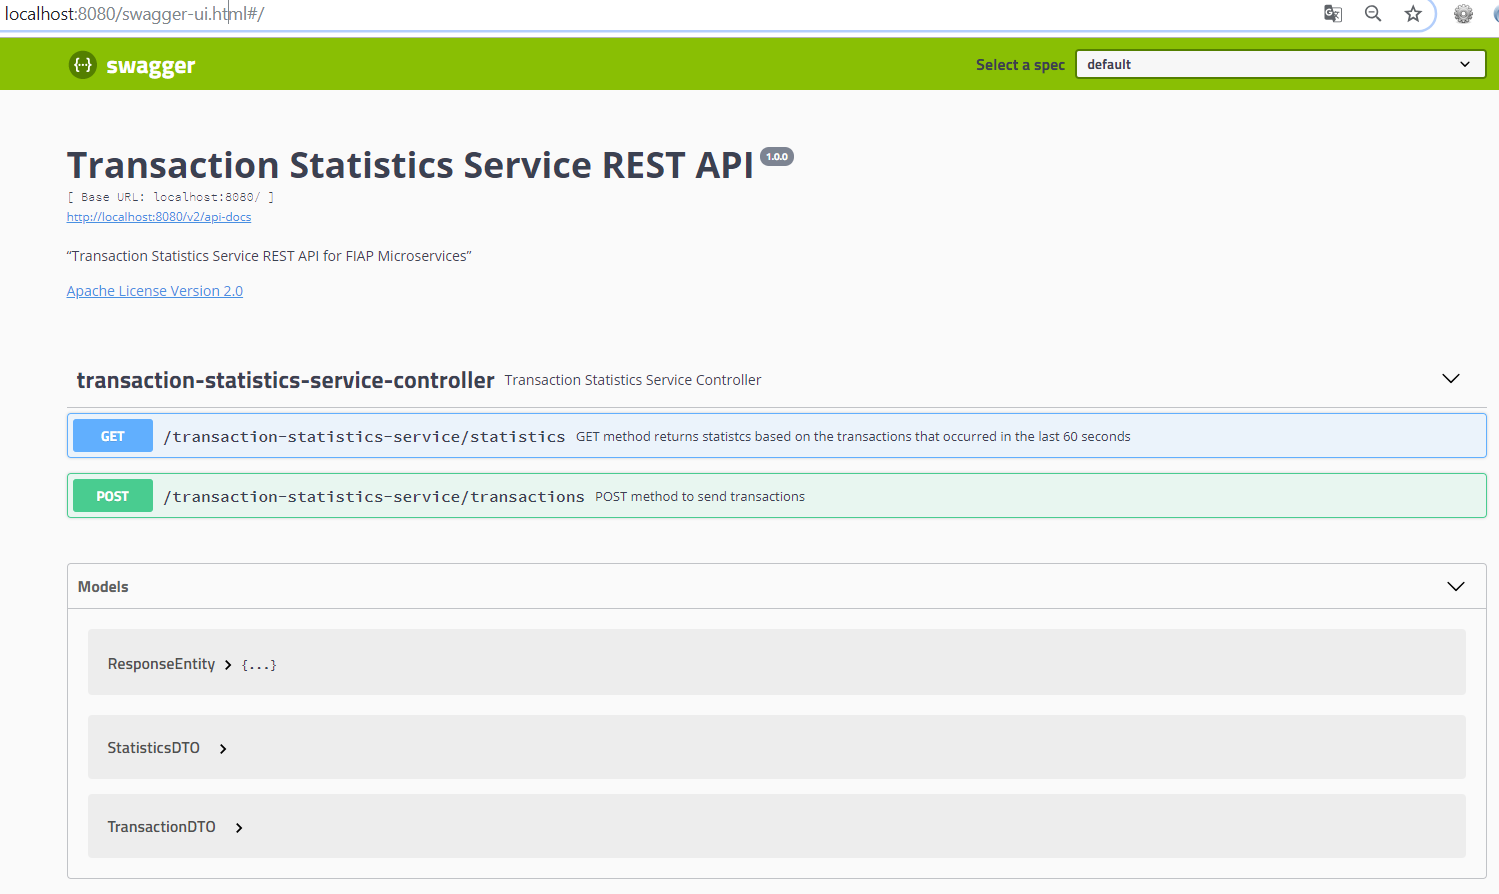 localhost:8080/swagger-ui.html#/
{··} swagger
Select a spec default
Transaction Statistics Service REST API 1.0.0
[ Base URL: localhost:8080/ ]
http://localhost:8080/v2/api-docs
“Transaction Statistics Service REST API for FIAP Microservices”
Apache License Version 2.0
transaction-statistics-service-controller Transaction Statistics Service Controller
GET /transaction-statistics-service/statistics GET method returns statistcs based on the transactions that occurred in the last 60 seconds
POST /transaction-statistics-service/transactions POST method to send transactions
Models
ResponseEntity > {...}
StatisticsDTO >
TransactionDTO >